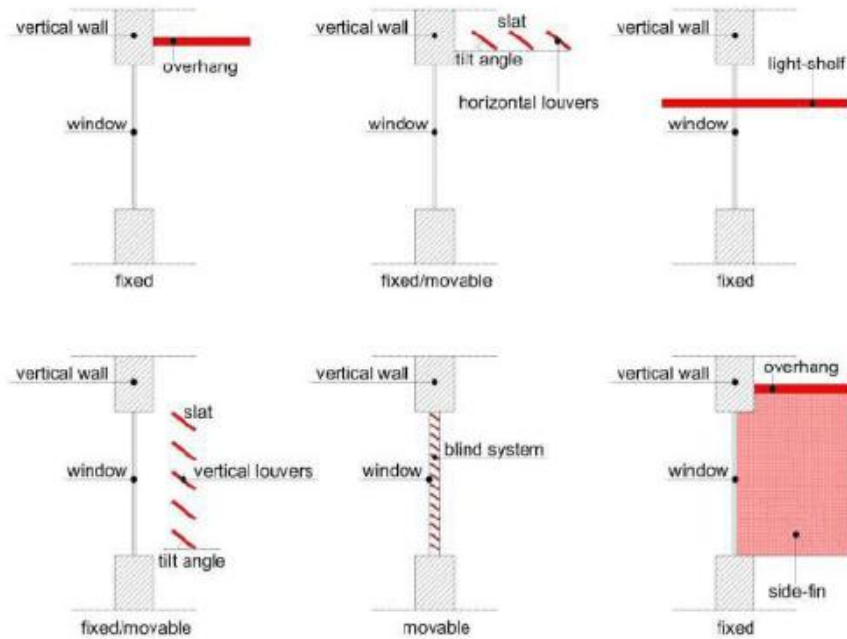 vertical wall
overhang
window
fixed
vertical wall
slat
tilt angle
horizontal louvers
window
fixed/movable
vertical wall
light-shelf
window
fixed
vertical wall
slat
window
vertical louvers
tilt angle
fixed/movable
vertical wall
blind system
window
movable
overhang
vertical wall
window
side-fin
fixed